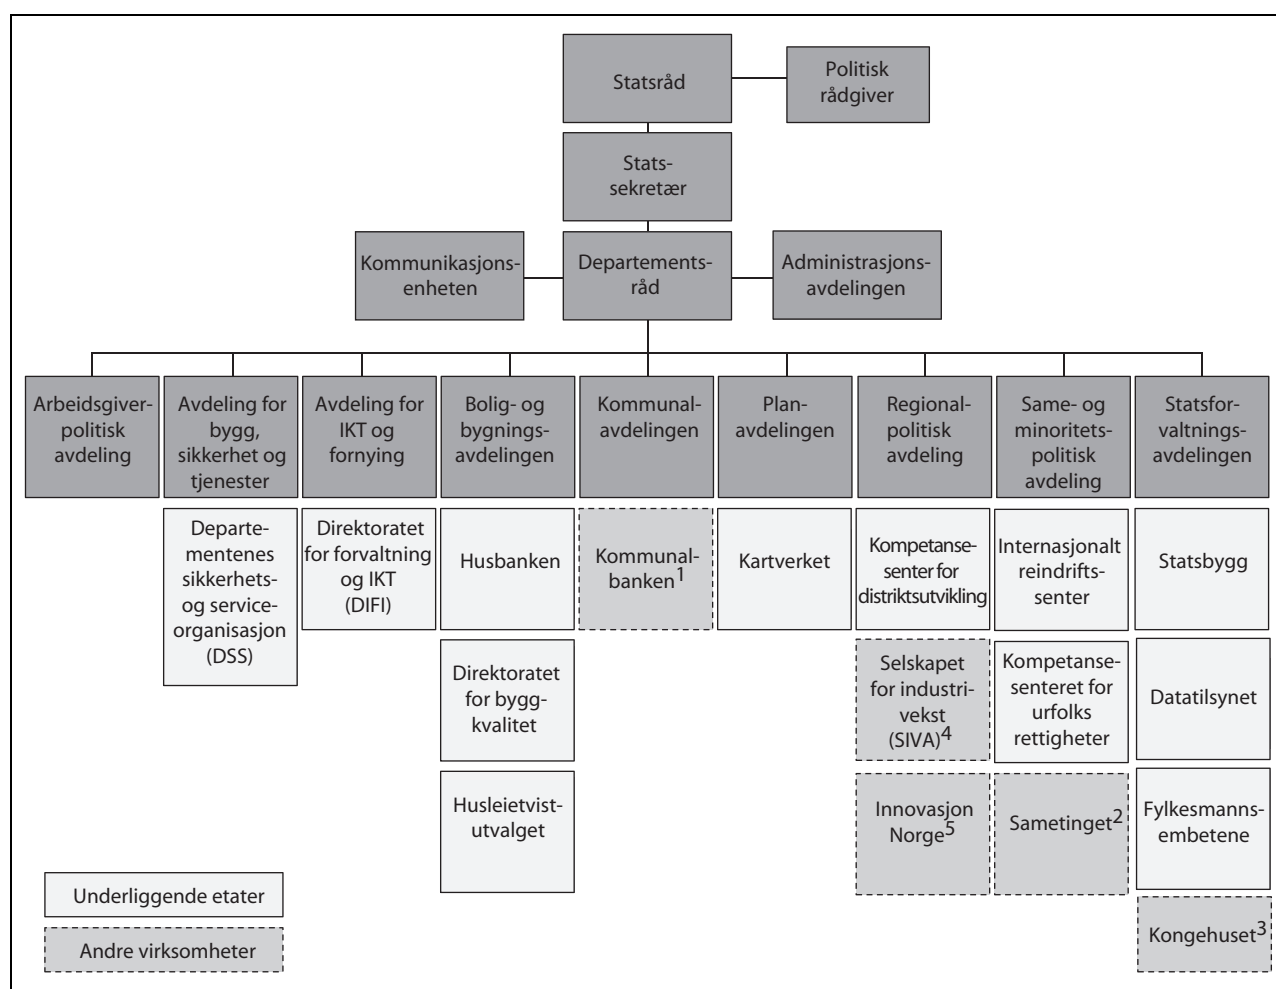 Statsråd
Politisk
rådgiver
Stats-
sekretær
Kommunikasjons-
enheten
Departements-
råd
Administrasjons-
avdelingen
Arbeidsgiver-
politisk
avdeling
Avdeling for
bygg,
sikkerhet og
tjenester
Avdeling for
IKT og
fornying
Bolig- og
bygnings-
avdelingen
Kommunal-
avdelingen
Plan-
avdelingen
Regional-
politisk
avdeling
Same- og
minoritets-
politisk
avdeling
Statsfor-
valtnings-
avdelingen
Departe-
mentenes
sikkerhets-
og service-
organisasjon
(DSS)
Direktoratet
for forvaltning
og IKT
(DIFI)
Husbanken
Kommunal-
banken1
Kartverket
Kompetanse-
senter for
distriktsutvikling
Internasjonalt
reindrifts-
senter
Statsbygg
Direktoratet
for bygg-
kvalitet
Selskapet
for industri-
vekst
(SIVA)4
Kompetanse-
senteret for
urfolks
rettigheter
Datatilsynet
Husleietvist-
utvalget
Innovasjon
Norge5
Sametinget2
Fylkesmanns-
embetene
Kongehuset3
Underliggende etater
Andre virksomheter